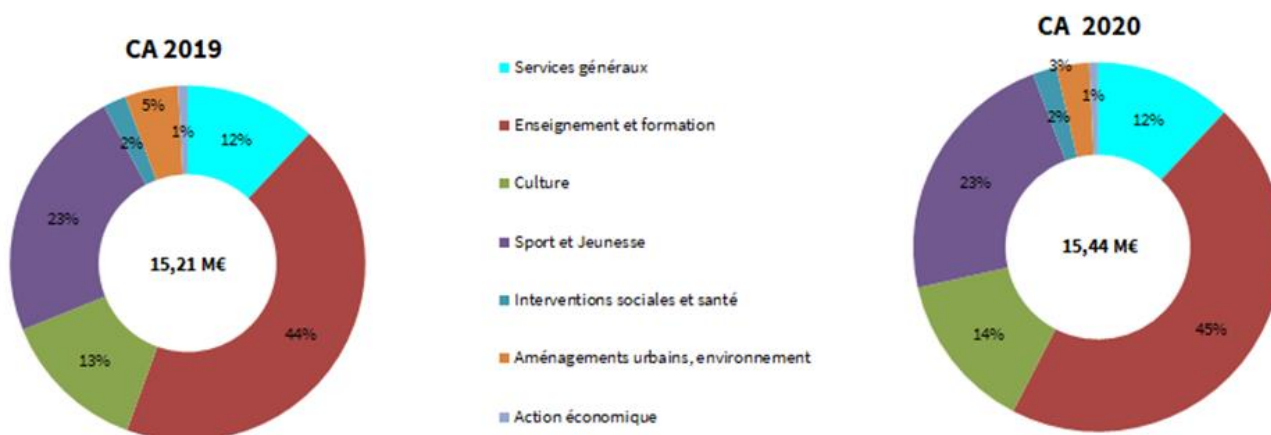 CA 2019
5%
2%
1%
12%
23%
15,21 M€
44%
13%
Services généraux
Enseignement et formation
Culture
Sport et Jeunesse
Interventions sociales et santé
Aménagements urbains, environnement
Action économique
CA 2020
3%
2%
1%
12%
23%
15,44 M€
45%
14%